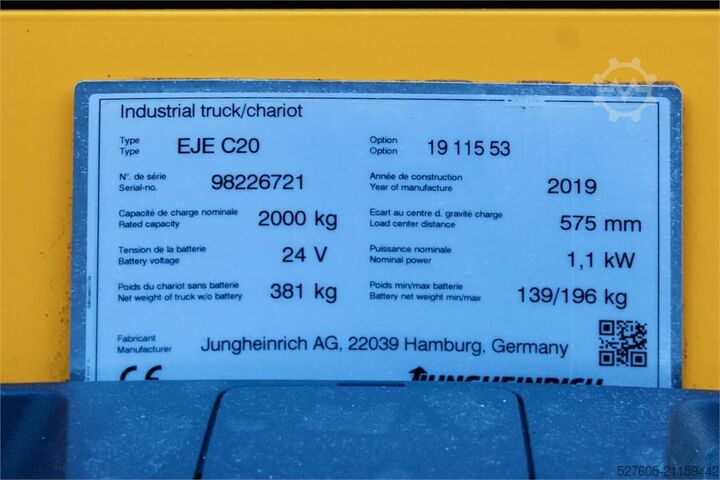 Industrial truck/chariot
Type
Type
EJE C20
Option
Option
19 115 53
N°. de série
Serial-no.
98226721
Année de construction
Year of manufacture
2019
Capacité de charge nominale
Rated capacity
2000 kg
Ecart au centre d. gravité charge
Load center distance
575 mm
Tension de la batterie
Battery voltage
24 V
Puissance nominale
Nominal power
1,1 kW
Poids du chariot sans batterie
Net weight of truck w/o battery
381 kg
Poids min/max batterie
Battery net weight min/max
139/196 kg
Fabricant
Manufacturer
Jungheinrich AG, 22039 Hamburg, Germany
CE
JUNGHEINRICH
527605-21159442